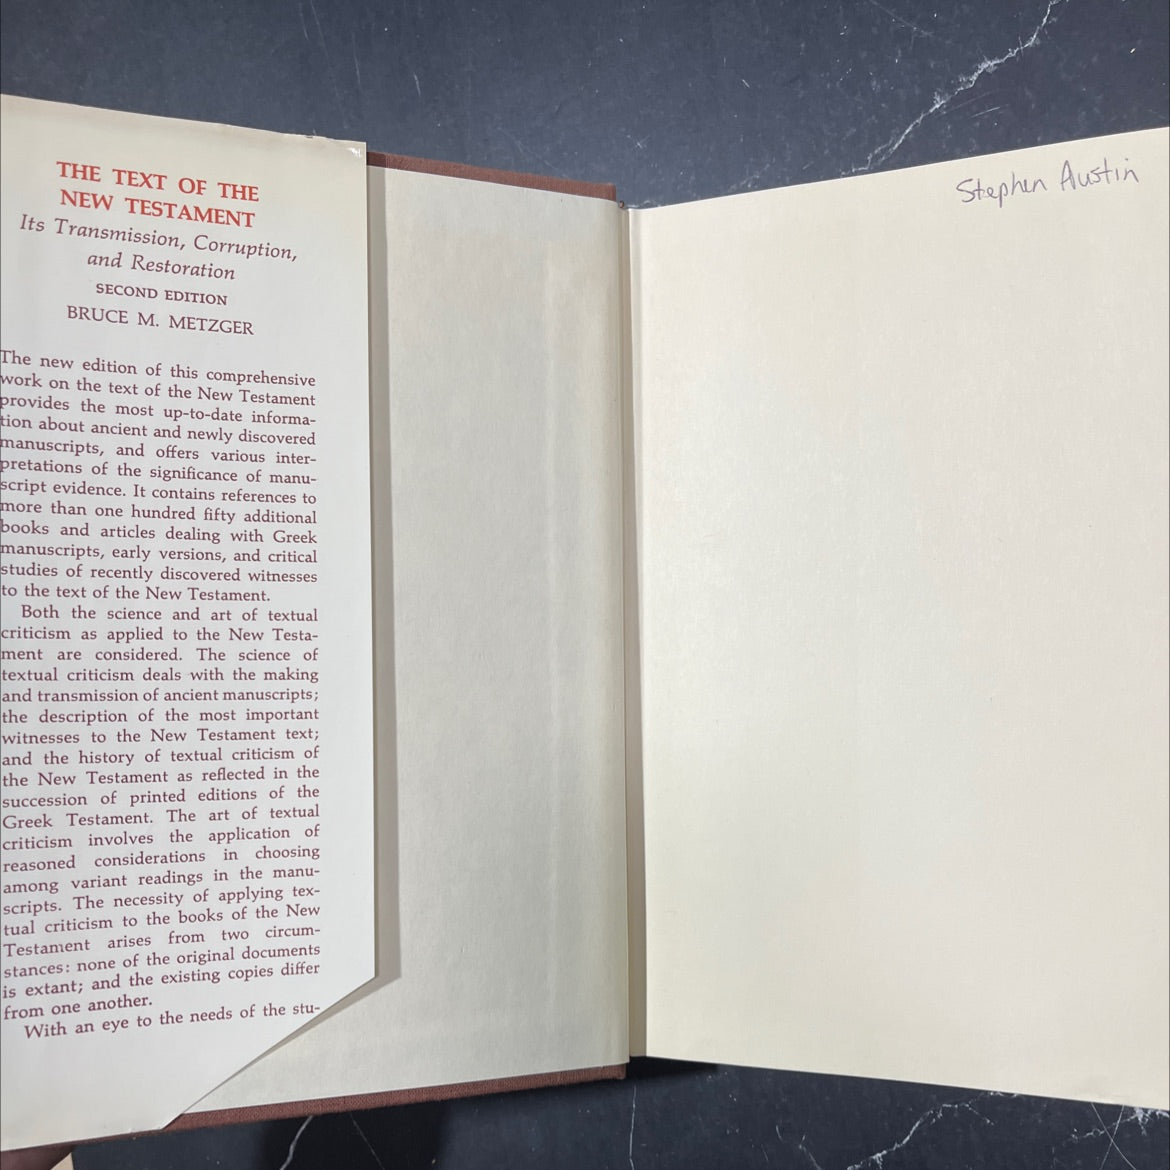 THE TEXT OF THE
NEW TESTAMENT
Its Transmission, Corruption,
and Restoration
SECOND EDITION
BRUCE M. METZGER
The new edition of this comprehensive
work on the text of the New Testament
provides the most up-to-date informa-
tion about ancient and newly discovered
manuscripts, and offers various inter-
pretations of the significance of manu-
script evidence. It contains references to
more than one hundred fifty additional
books and articles dealing with Greek
manuscripts, early versions, and critical
studies of recently discovered witnesses
to the text of the New Testament.
Both the science and art of textual
criticism as applied to the New Testa-
ment are considered. The science of
textual criticism deals with the making
and transmission of ancient manuscripts;
the description of the most important
witnesses to the New Testament text;
and the history of textual criticism of
the New Testament as reflected in the
succession of printed editions of the
Greek Testament. The art of textual
criticism involves the application of
reasoned considerations in choosing
among variant readings in the manu-
scripts. The necessity of applying tex-
tual criticism to the books of the New
Testament arises from two circum-
stances: none of the original documents
is extant; and the existing copies differ
from one another.
With an eye to the needs of the stu-
Stephen Austin